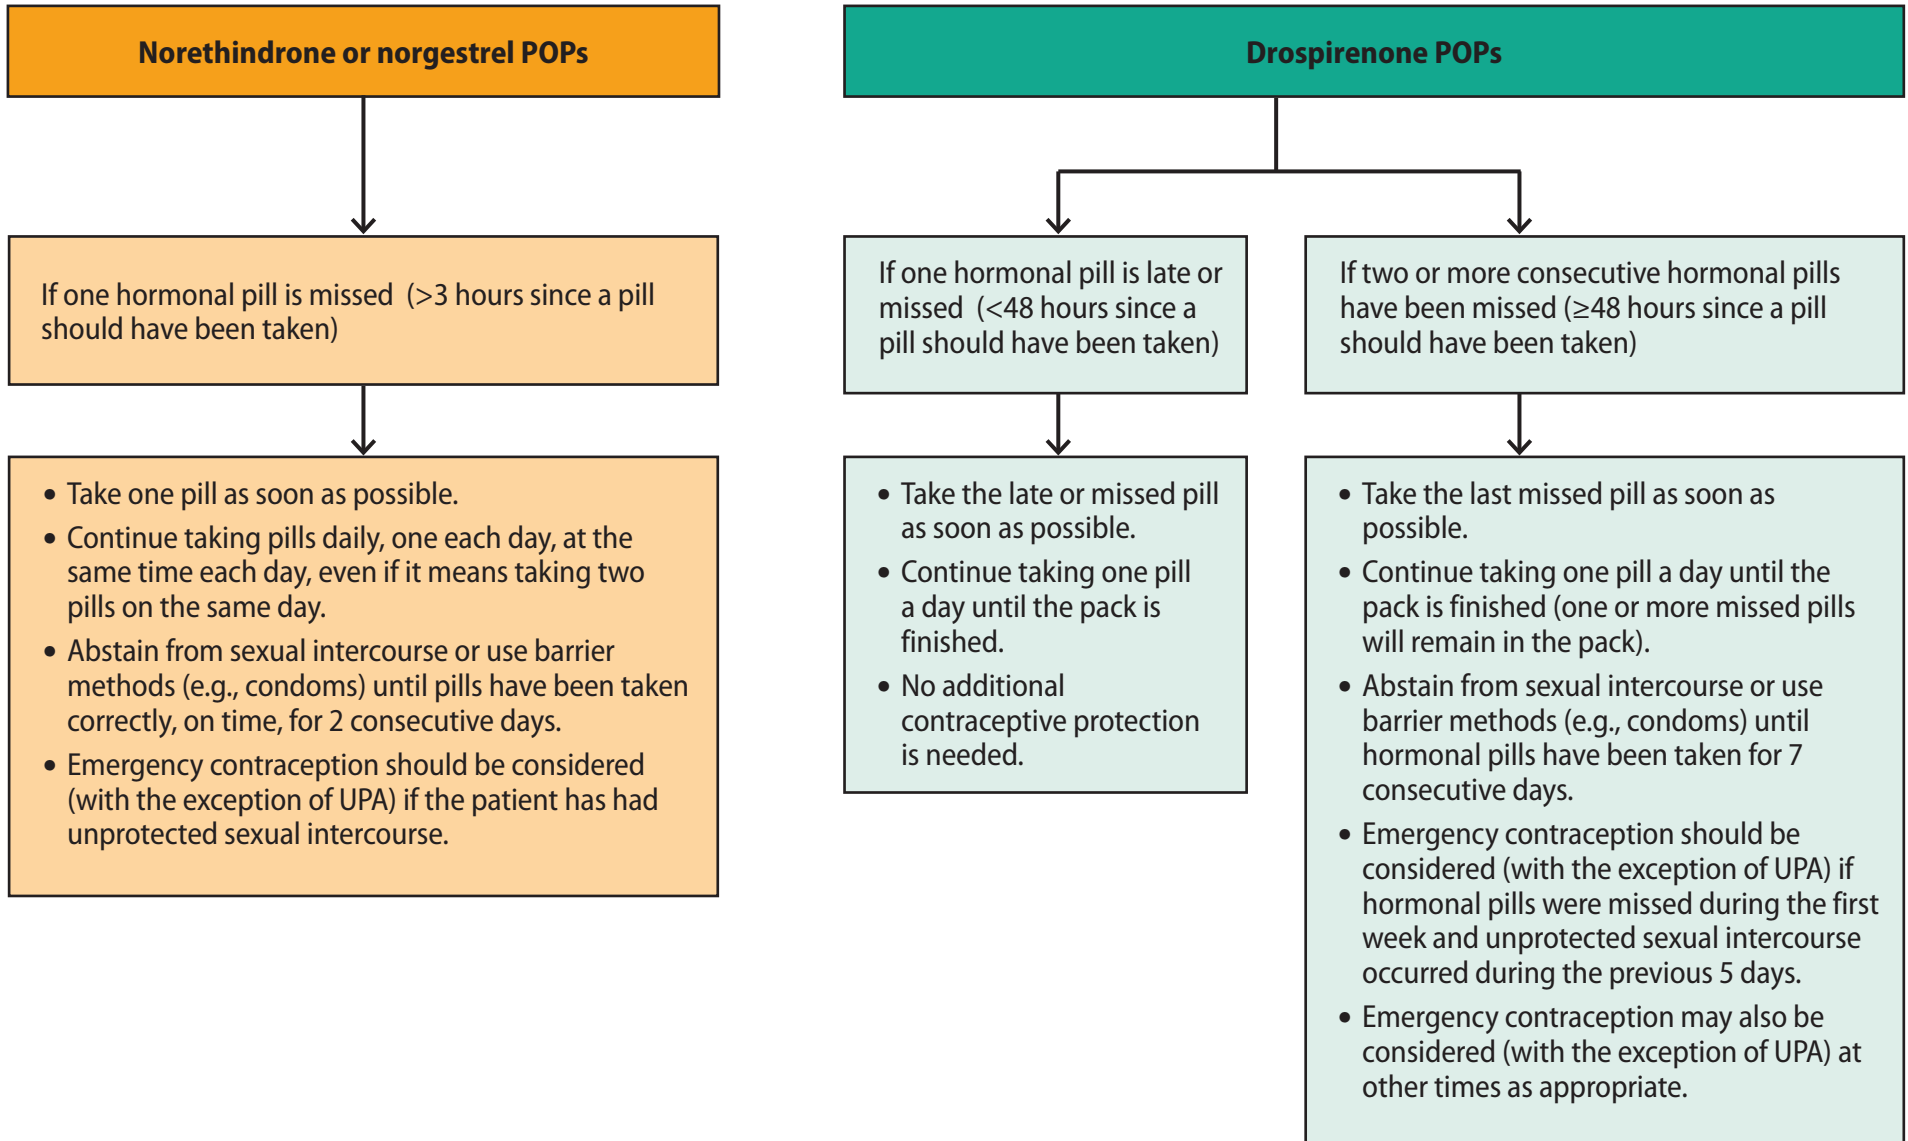 Norethindrone or norgestrel POPs
If one hormonal pill is missed  (>3 hours since a pill
should have been taken)
• Take one pill as soon as possible.
• Continue taking pills daily, one each day, at the
same time each day, even if it means taking two
pills on the same day.
• Abstain from sexual intercourse or use barrier
methods (e.g., condoms) until pills have been taken
correctly, on time, for 2 consecutive days.
• Emergency contraception should be considered
(with the exception of UPA) if the patient has had
unprotected sexual intercourse.
Drospirenone POPs
If one hormonal pill is late or
missed  (<48 hours since a
pill should have been taken)
• Take the late or missed pill
as soon as possible.
• Continue taking one pill
a day until the pack is
finished.
• No additional
contraceptive protection
is needed.
If two or more consecutive hormonal pills
have been missed (≥48 hours since a pill
should have been taken)
• Take the last missed pill as soon as
possible.
• Continue taking one pill a day until the
pack is finished (one or more missed pills
will remain in the pack).
• Abstain from sexual intercourse or use
barrier methods (e.g., condoms) until
hormonal pills have been taken for 7
consecutive days.
• Emergency contraception should be
considered (with the exception of UPA) if
hormonal pills were missed during the first
week and unprotected sexual intercourse
occurred during the previous 5 days.
• Emergency contraception may also be
considered (with the exception of UPA) at
other times as appropriate.